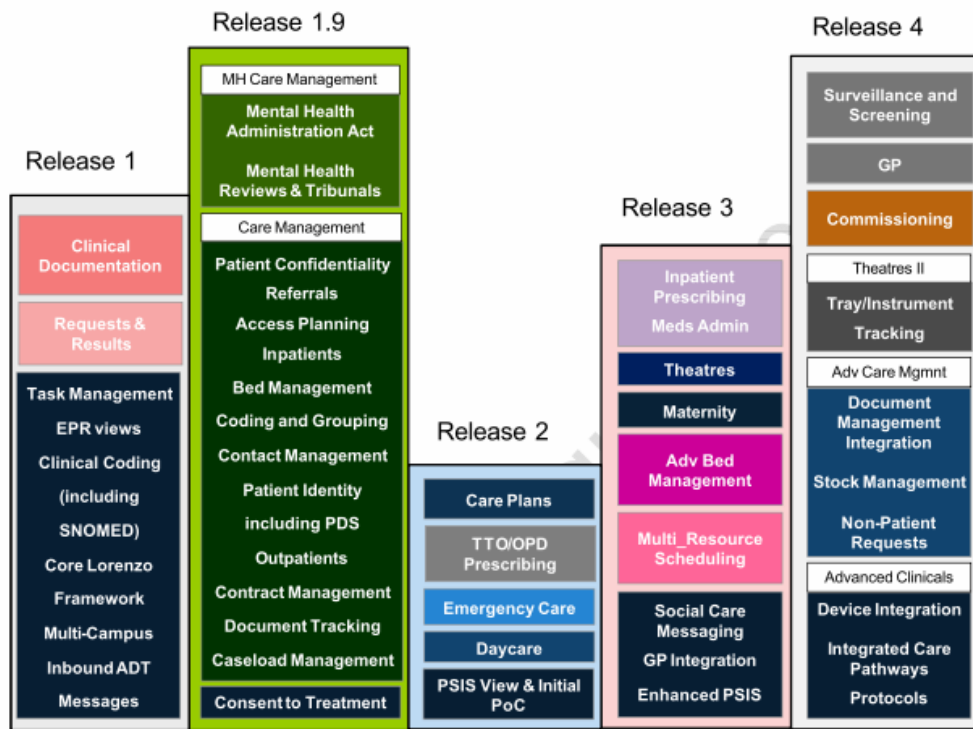 Release 1
Clinical
Documentation
Requests &
Results
Task Management
EPR views
Clinical Coding
(including
SNOMED)
Core Lorenzo
Framework
Multi-Campus
Inbound ADT
Messages
Release 1.9
MH Care Management
Mental Health
Administration Act
Mental Health
Reviews & Tribunals
Care Management
Patient Confidentiality
Referrals
Access Planning
Inpatients
Bed Management
Coding and Grouping
Contact Management
Patient Identity
including PDS
Outpatients
Contract Management
Document Tracking
Caseload Management
Consent to Treatment
Release 2
Care Plans
TTO/OPD
Prescribing
Emergency Care
Daycare
PSIS View & Initial
PoC
Release 3
Inpatient
Prescribing
Meds Admin
Theatres
Maternity
Adv Bed
Management
Multi_Resource
Scheduling
Social Care
Messaging
GP Integration
Enhanced PSIS
Release 4
Surveillance and
Screening
GP
Commissioning
Theatres II
Tray/Instrument
Tracking
Adv Care Mgmnt
Document
Management
Integration
Stock Management
Non-Patient
Requests
Advanced Clinicals
Device Integration
Integrated Care
Pathways
Protocols